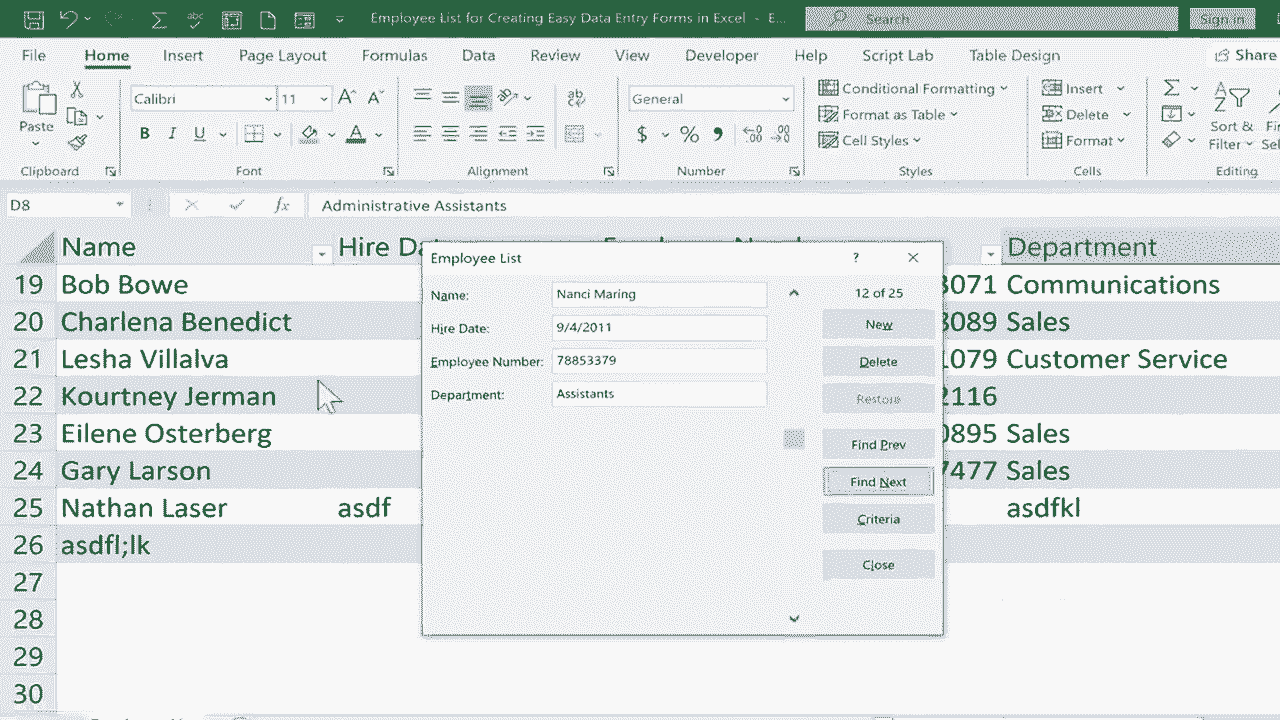 Employee List for Creating Easy Data Entry Forms in Excel - E... Search Sign in
File Home Insert Page Layout Formulas Data Review View Developer Help Script Lab Table Design Share
Paste Calibri 11 General Conditional Formatting Insert
B I U $ % Format as Table Delete Sort &
Cell Styles Format Filter
Clipboard Font Alignment Number Styles Cells Editing
D8 fx Administrative Assistants
Name Hire Department
19 Bob Bowe 3071 Communications
20 Charlena Benedict Sales
21 Lesha Villalva 1079 Customer Service
22 Kourtney Jerman 2116
23 Eilene Osterberg 0895 Sales
24 Gary Larson 7477 Sales
25 Nathan Laser asdf asdfkl
26 asdfl;lk
27
28
29
30
Employee List ? ×
Name: Nanci Maring 12 of 25
Hire Date: 9/4/2011 New
Employee Number: 78853379 Delete
Department: Assistants Restore
Find Prev
Find Next
Criteria
Close